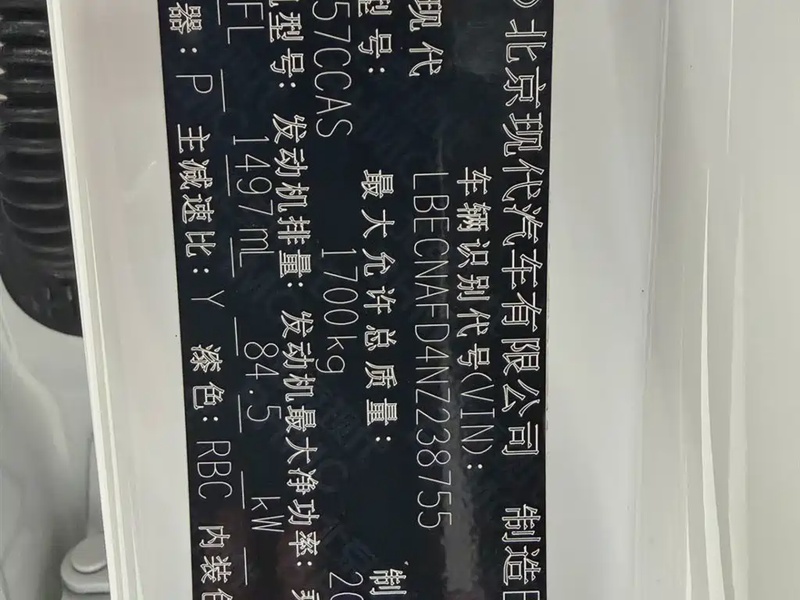 北京现代汽车有限公司 制造
车辆识别代号(VIN):
现代 LBECNAFD4NZ238755
型号: 最大允许总质量: 制
57CCAS 1700kg 20
型号: 发动机排量: 发动机最大净功率:
FL 1497mL 84.5 kW
器: P 主减速比: Y 漆色: RBC 内装色